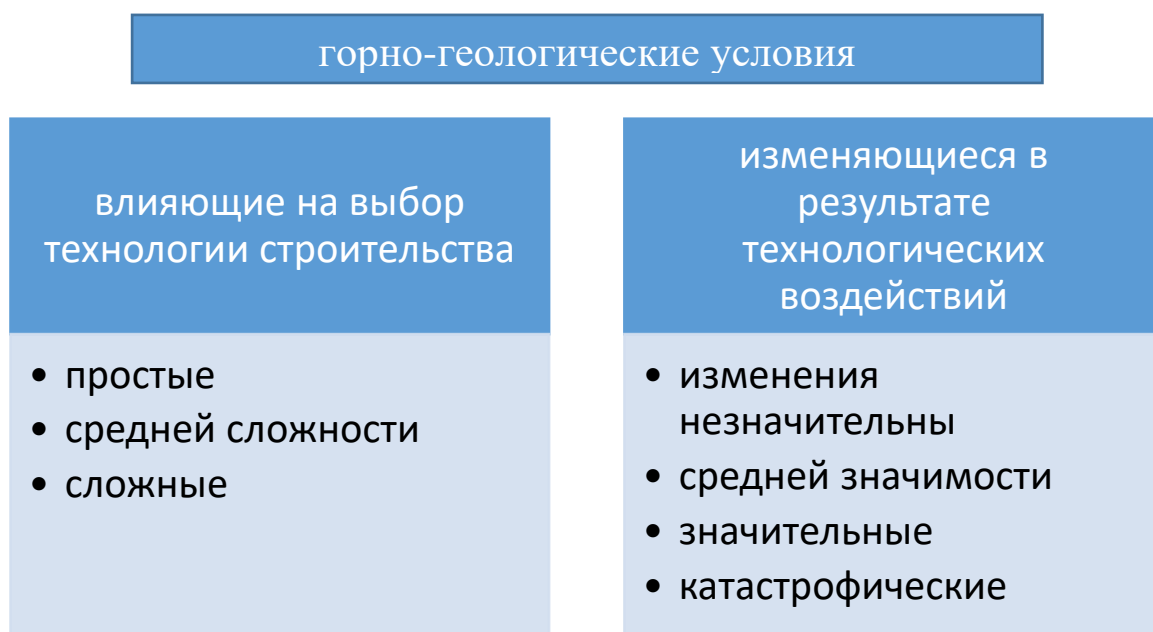 горно-геологические условия
влияющие на выбор
технологии строительства
• простые
• средней сложности
• сложные
изменяющиеся в
результате
технологических
воздействий
• изменения
незначительны
• средней значимости
• значительные
• катастрофические